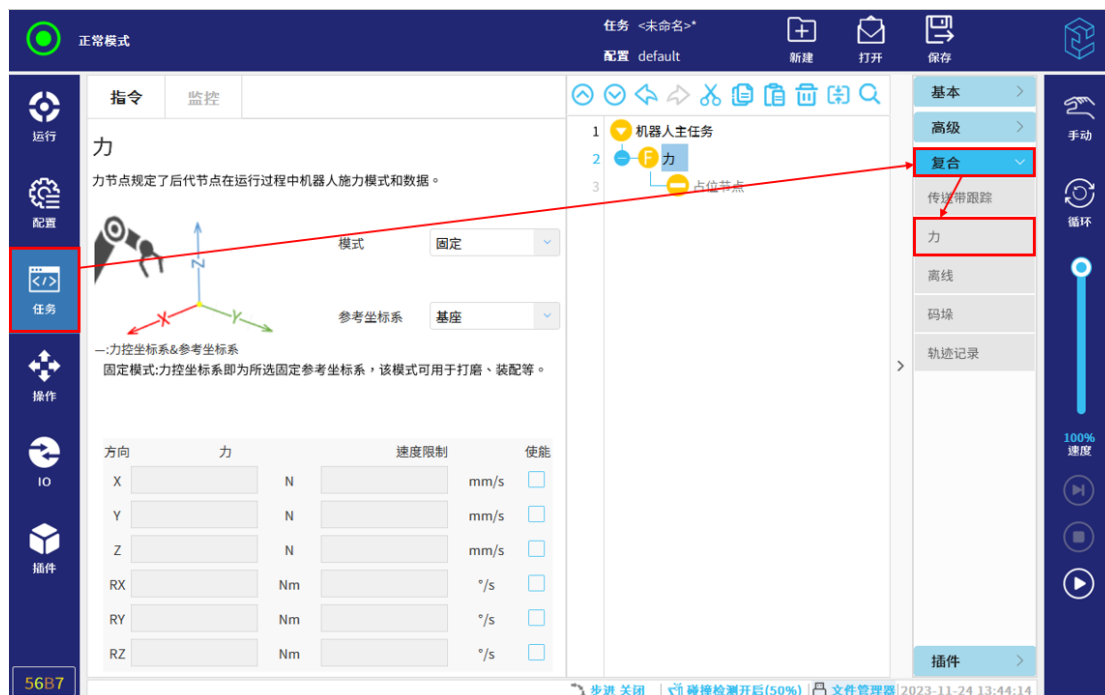 正常模式
任务 <未命名>*
配置 default
新建
打开
保存
运行
配置
任务
操作
IO
插件
56B7
指令 监控
力
力节点规定了后代节点在运行过程中机器人施力模式和数据。
Z
X
Y
模式 固定
参考坐标系 基座
—:力控坐标系&参考坐标系
固定模式:力控坐标系即为所选固定参考坐标系，该模式可用于打磨、装配等。
方向 力 速度限制 使能
X N mm/s
Y N mm/s
Z N mm/s
RX Nm °/s
RY Nm °/s
RZ Nm °/s
1 机器人主任务
2 F 力
3 占位节点
基本
高级
复合
传送带跟踪
力
离线
码垛
轨迹记录
插件
手动
循环
100%
速度
步进 关闭 碰撞检测开启(50%) 文件管理器 2023-11-24 13:44:14